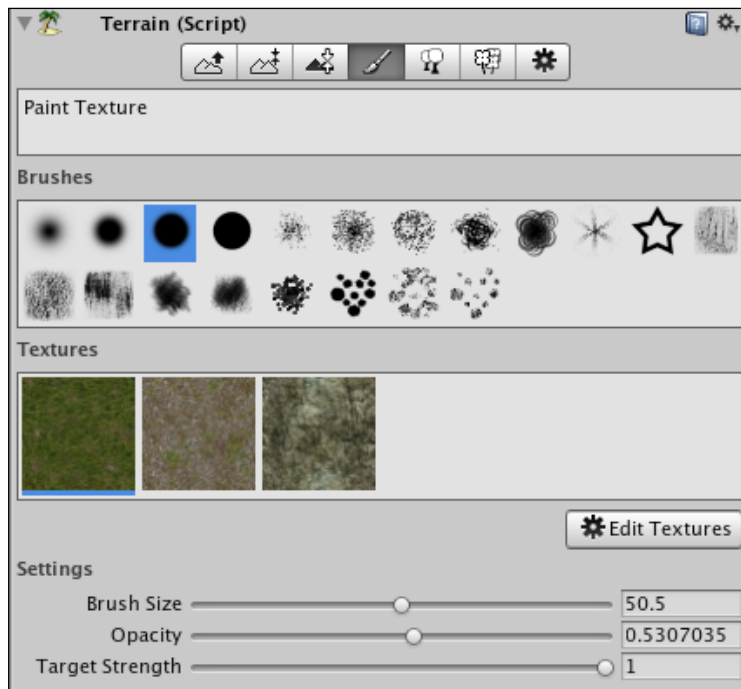 Terrain (Script)
Paint Texture
Brushes
Textures
Edit Textures
Settings
Brush Size 50.5
Opacity 0.5307035
Target Strength 1